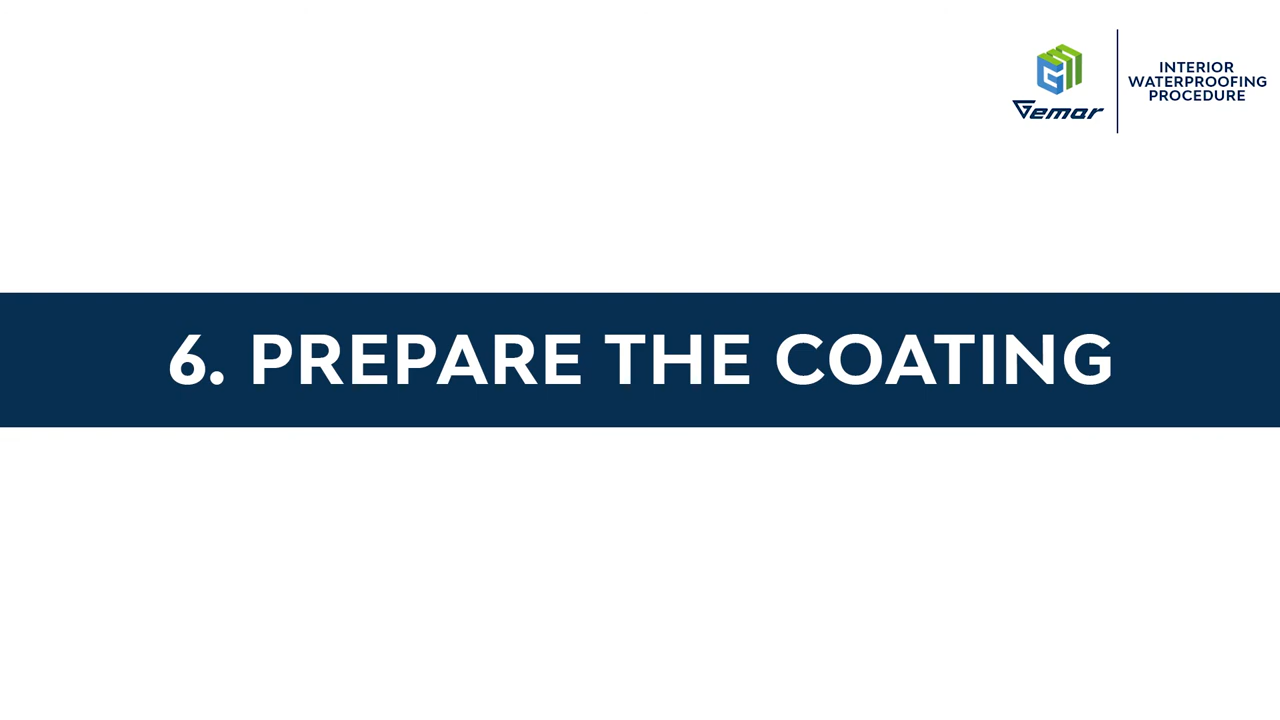 Gemar
INTERIOR
WATERPROOFING
PROCEDURE
6. PREPARE THE COATING